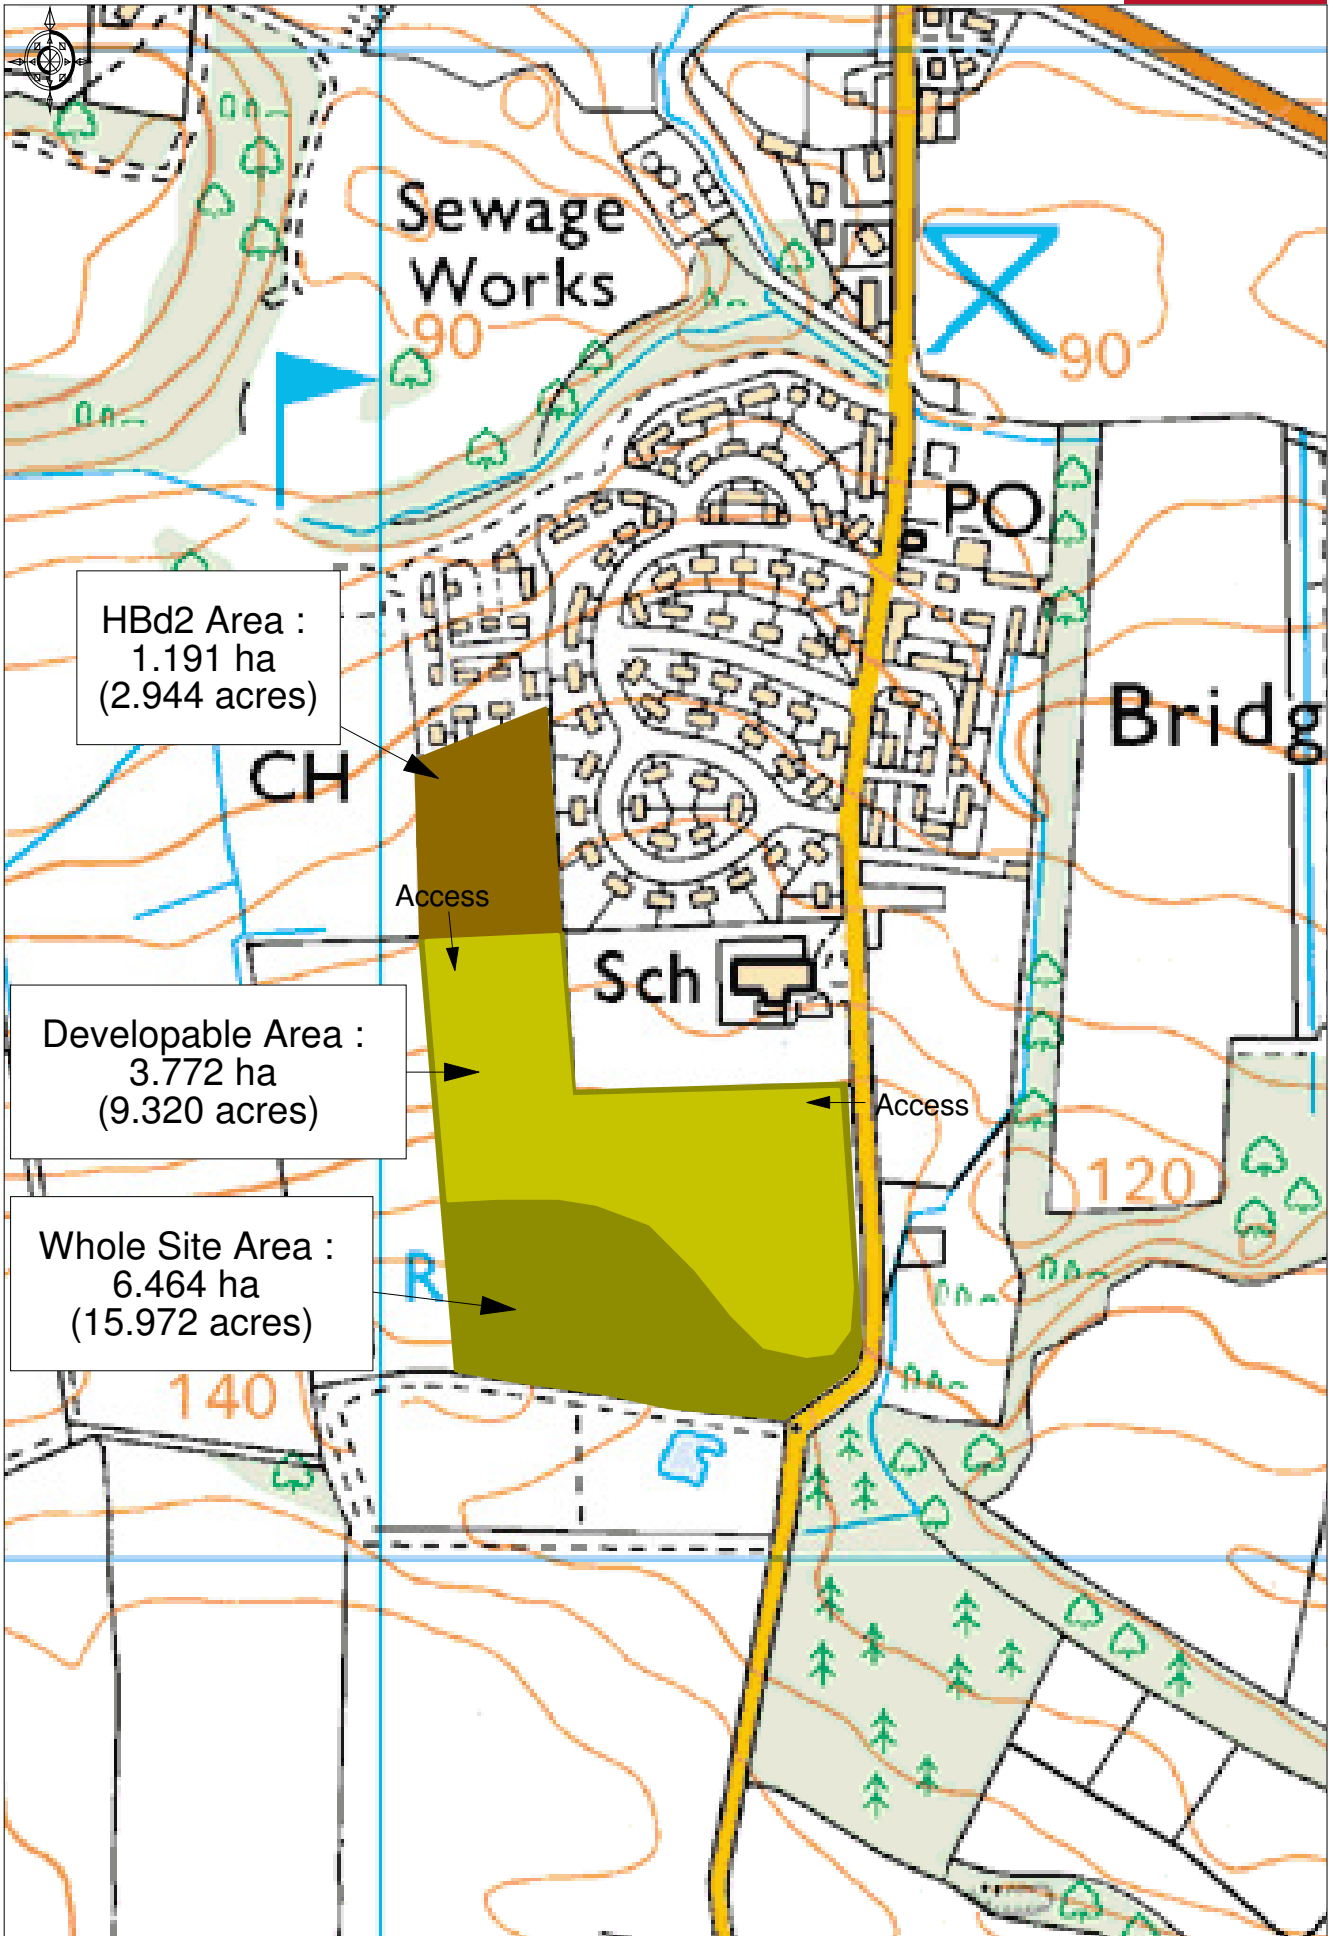 Sewage
Works
90
90
PO
HBd2 Area :
1.191 ha
(2.944 acres)
Bridg
CH
Access
Sch
Developable Area :
3.772 ha
(9.320 acres)
Access
120
Whole Site Area :
6.464 ha
(15.972 acres)
R
140